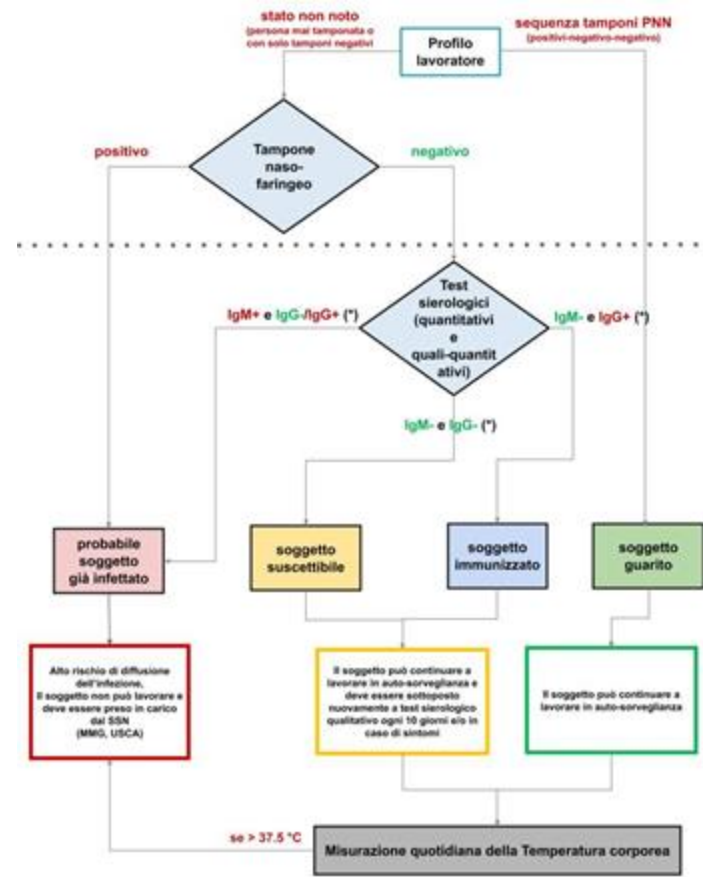 stato non noto
(persona mai tamponata o
con solo tamponi negativi
sequenza tamponi PNN
(positivi-negativo-negativo)
Profilo
lavoratore
positivo
Tampone
naso-
faringeo
negativo
IgM+ e IgG-/IgG+ (*)
Test
sierologici
(quantitativi
e
quali-quantit
ativi)
IgM- e IgG+ (*)
IgM- e IgG- (*)
probabile
soggetto
già infettato
soggetto
suscettibile
soggetto
immunizzato
soggetto
guarito
Alto rischio di diffusione
dell'infezione,
Il soggetto non può lavorare e
deve essere preso in carico
dal SSN
(MMG, USCA)
Il soggetto può continuare a
lavorare in auto-sorveglianza e
deve essere sottoposto
nuovamente a test sierologico
qualitativo ogni 10 giorni e/o in
caso di sintomi
Il soggetto può continuare a
lavorare in auto-sorveglianza
se > 37.5 °C
Misurazione quotidiana della Temperatura corporea